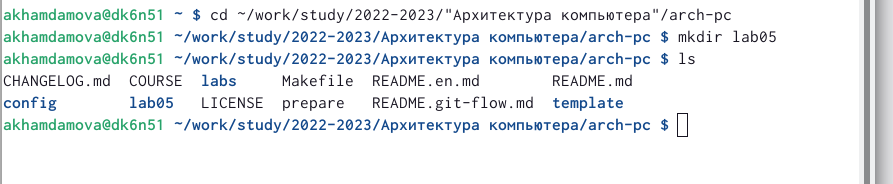 akhamdamova@dk6n51 ~ $ cd ~/work/study/2022-2023/"Архитектура компьютера"/arch-pc
akhamdamova@dk6n51 ~/work/study/2022-2023/Архитектура компьютера/arch-pc $ mkdir lab05
akhamdamova@dk6n51 ~/work/study/2022-2023/Архитектура компьютера/arch-pc $ ls
CHANGELOG.md  COURSE  labs     Makefile  README.en.md        README.md
config        lab05   LICENSE  prepare   README.git-flow.md  template
akhamdamova@dk6n51 ~/work/study/2022-2023/Архитектура компьютера/arch-pc $